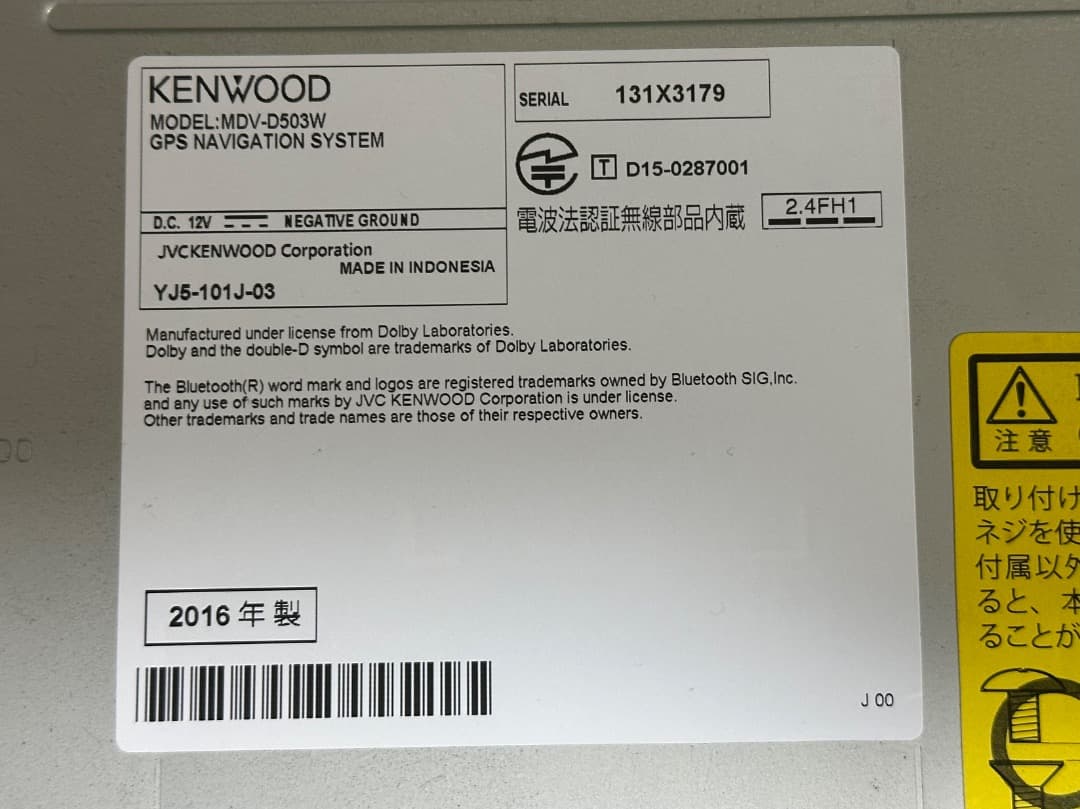 KENWOOD
MODEL:MDV-D503W
GPS NAVIGATION SYSTEM
D.C. 12V NEGATIVE GROUND
JVCKENWOOD Corporation
MADE IN INDONESIA
YJ5-101J-03
SERIAL 131X3179
T D15-0287001
電波法認証無線部品内蔵 2.4FH1
Manufactured under license from Dolby Laboratories.
Dolby and the double-D symbol are trademarks of Dolby Laboratories.
The Bluetooth(R) word mark and logos are registered trademarks owned by Bluetooth SIG,Inc.
and any use of such marks by JVC KENWOOD Corporation is under license.
Other trademarks and trade names are those of their respective owners.
2016 年 製
J 00
注 意
取り付け
ネジを使
付属以外
ると、本
ることが